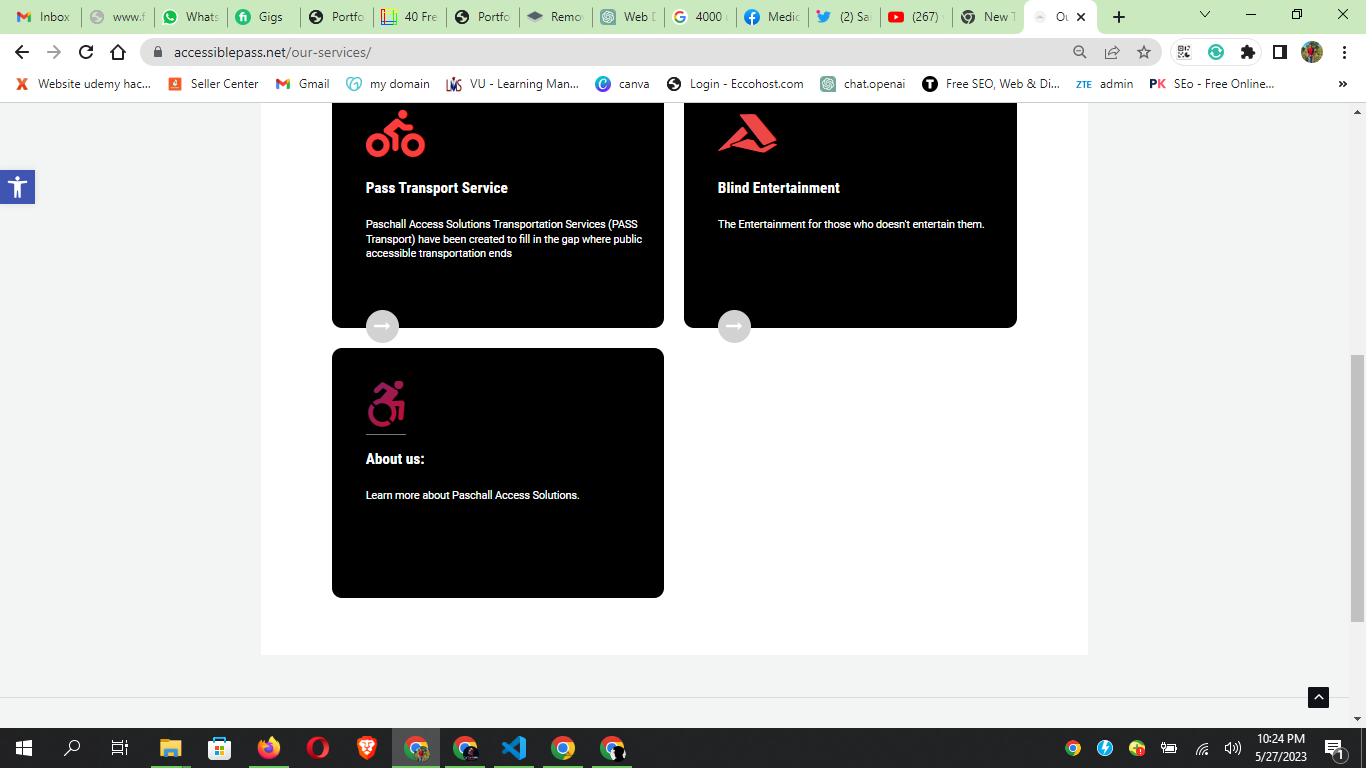 Inbox
www.f
Whats
Gigs
Portfo
40 Fre
Portfo
Remo
Web D
4000
Medic
(2) Sa
(267)
New T
Ou
accessiblepass.net/our-services/
Website udemy hac...
Seller Center
Gmail
my domain
VU - Learning Man...
canva
Login - Eccohost.com
chat.openai
Free SEO, Web & Di...
ZTE admin
PK SEo - Free Online...
»
Pass Transport Service
Paschall Access Solutions Transportation Services (PASS
Transport) have been created to fill in the gap where public
accessible transportation ends
Blind Entertainment
The Entertainment for those who doesn't entertain them.
About us:
Learn more about Paschall Access Solutions.
10:24 PM
5/27/2023
1